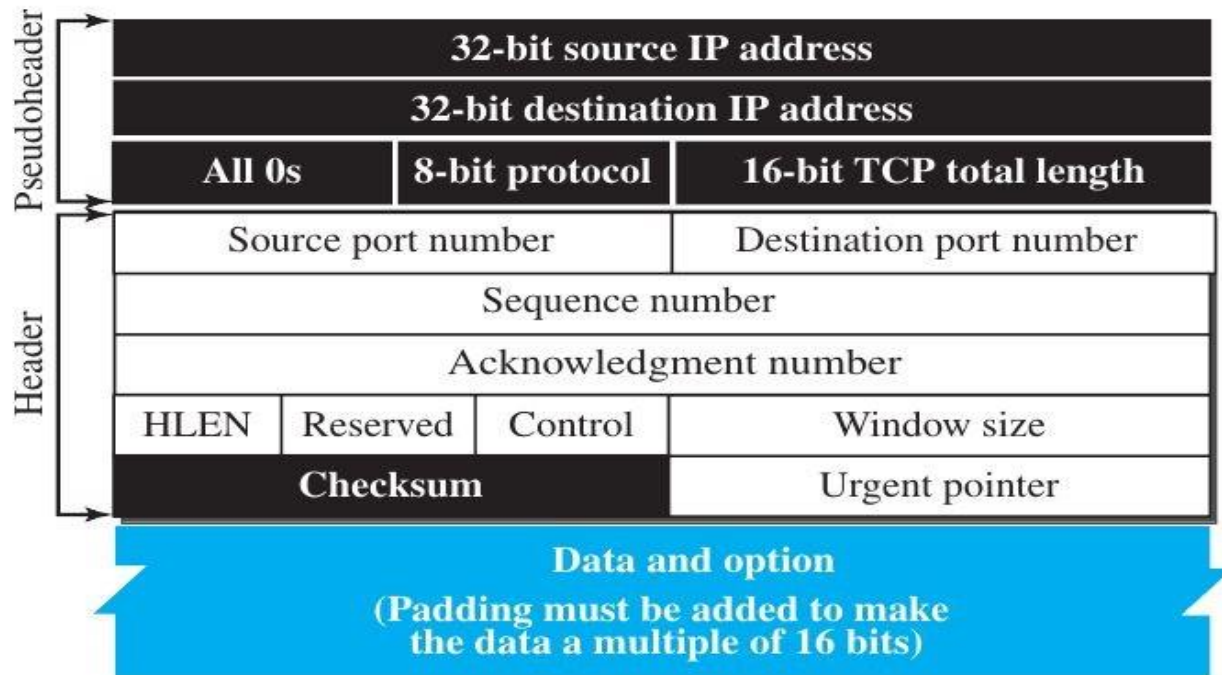 Pseudoheader
32-bit source IP address
32-bit destination IP address
All 0s 8-bit protocol 16-bit TCP total length
Header
Source port number Destination port number
Sequence number
Acknowledgment number
HLEN Reserved Control Window size
Checksum Urgent pointer
Data and option
(Padding must be added to make
the data a multiple of 16 bits)